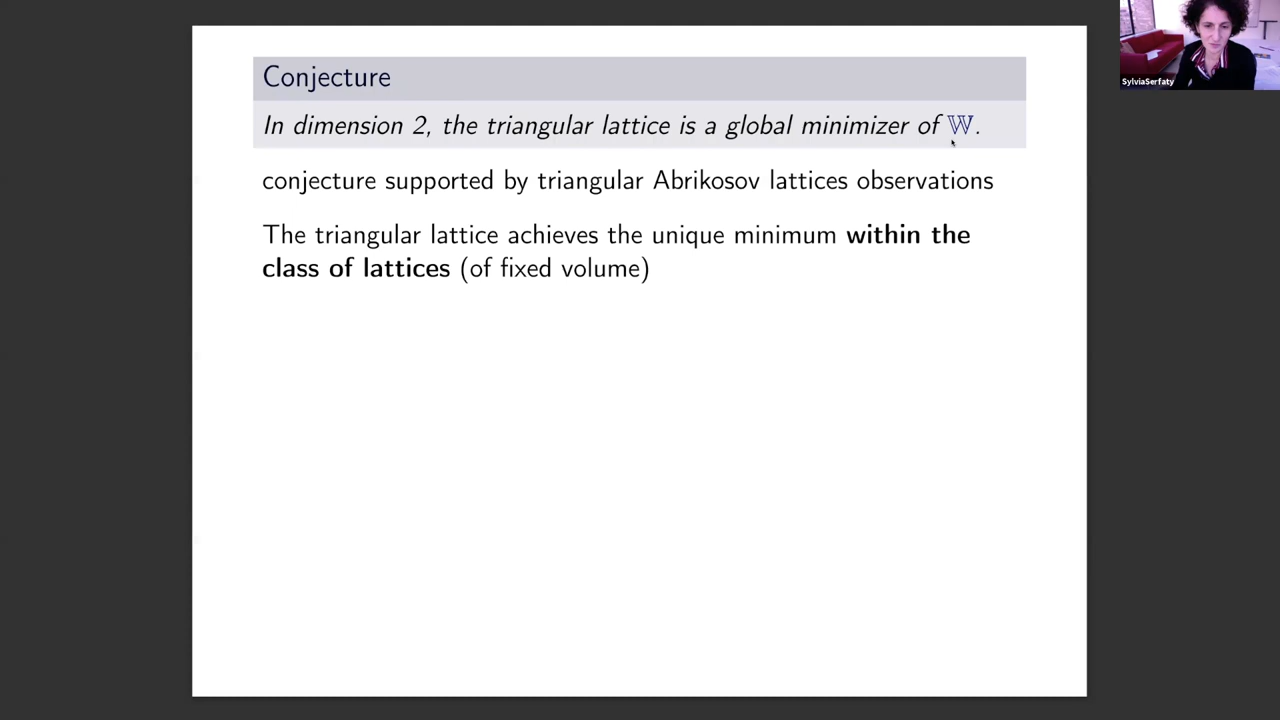 SylviaSerfaty
Conjecture
In dimension 2, the triangular lattice is a global minimizer of 𝕎.
conjecture supported by triangular Abrikosov lattices observations
The triangular lattice achieves the unique minimum within the
class of lattices (of fixed volume)